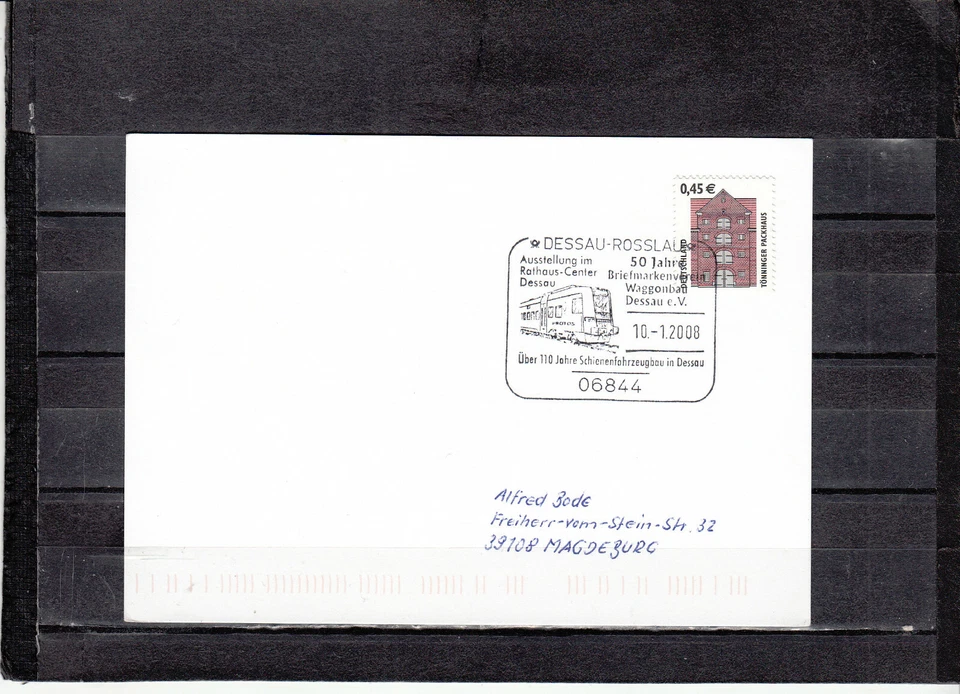 0,45 €
DEUTSCHLAND
TÖNNINGER PACKHAUS
DESSAU-ROSSLAU
Ausstellung im
Rathaus-Center
Dessau
50 Jahre
Briefmarkenverein
Waggonbau
Dessau e.V.
PROTOS
10.-1.2008
Über 110 Jahre Schienenfahrzeugbau in Dessau
06844
Alfred Bode
Freiherr-vom-Stein-Str. 32
39108 MAGDEBURG